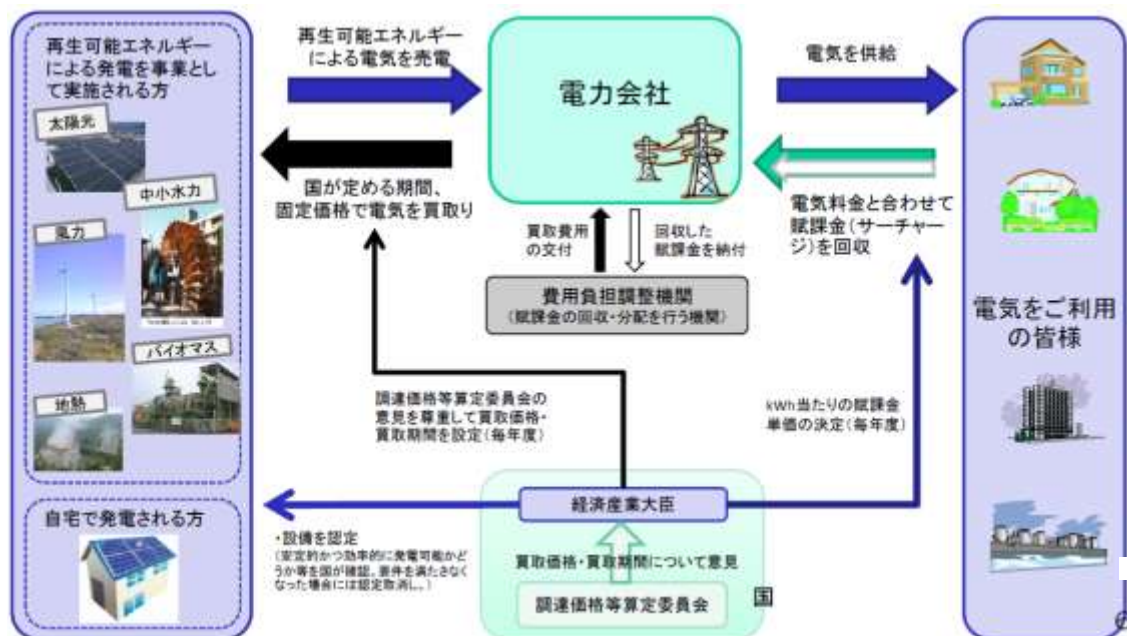 再生可能エネルギー
による発電を事業とし
て実施される方
太陽光
中小水力
風力
バイオマス
地熱
自宅で発電される方
再生可能エネルギー
による電気を売電
国が定める期間、
固定価格で電気を買取り
電力会社
買取費用
の交付
回収した
賦課金を納付
費用負担調整機関
(賦課金の回収・分配を行う機関)
電気を供給
電気料金と合わせて
賦課金(サーチャー
ジ)を回収
電気をご利用
の皆様
調達価格等算定委員会の
意見を尊重して買取価格・
買取期間を設定(毎年度)
kWh当たりの賦課金
単価の決定(毎年度)
経済産業大臣
・設備を認定
(安定的かつ効率的に発電可能かど
うか等を国が確認。要件を満たさなく
なった場合には認定取消し。)
買取価格・買取期間について意見
調達価格等算定委員会
国